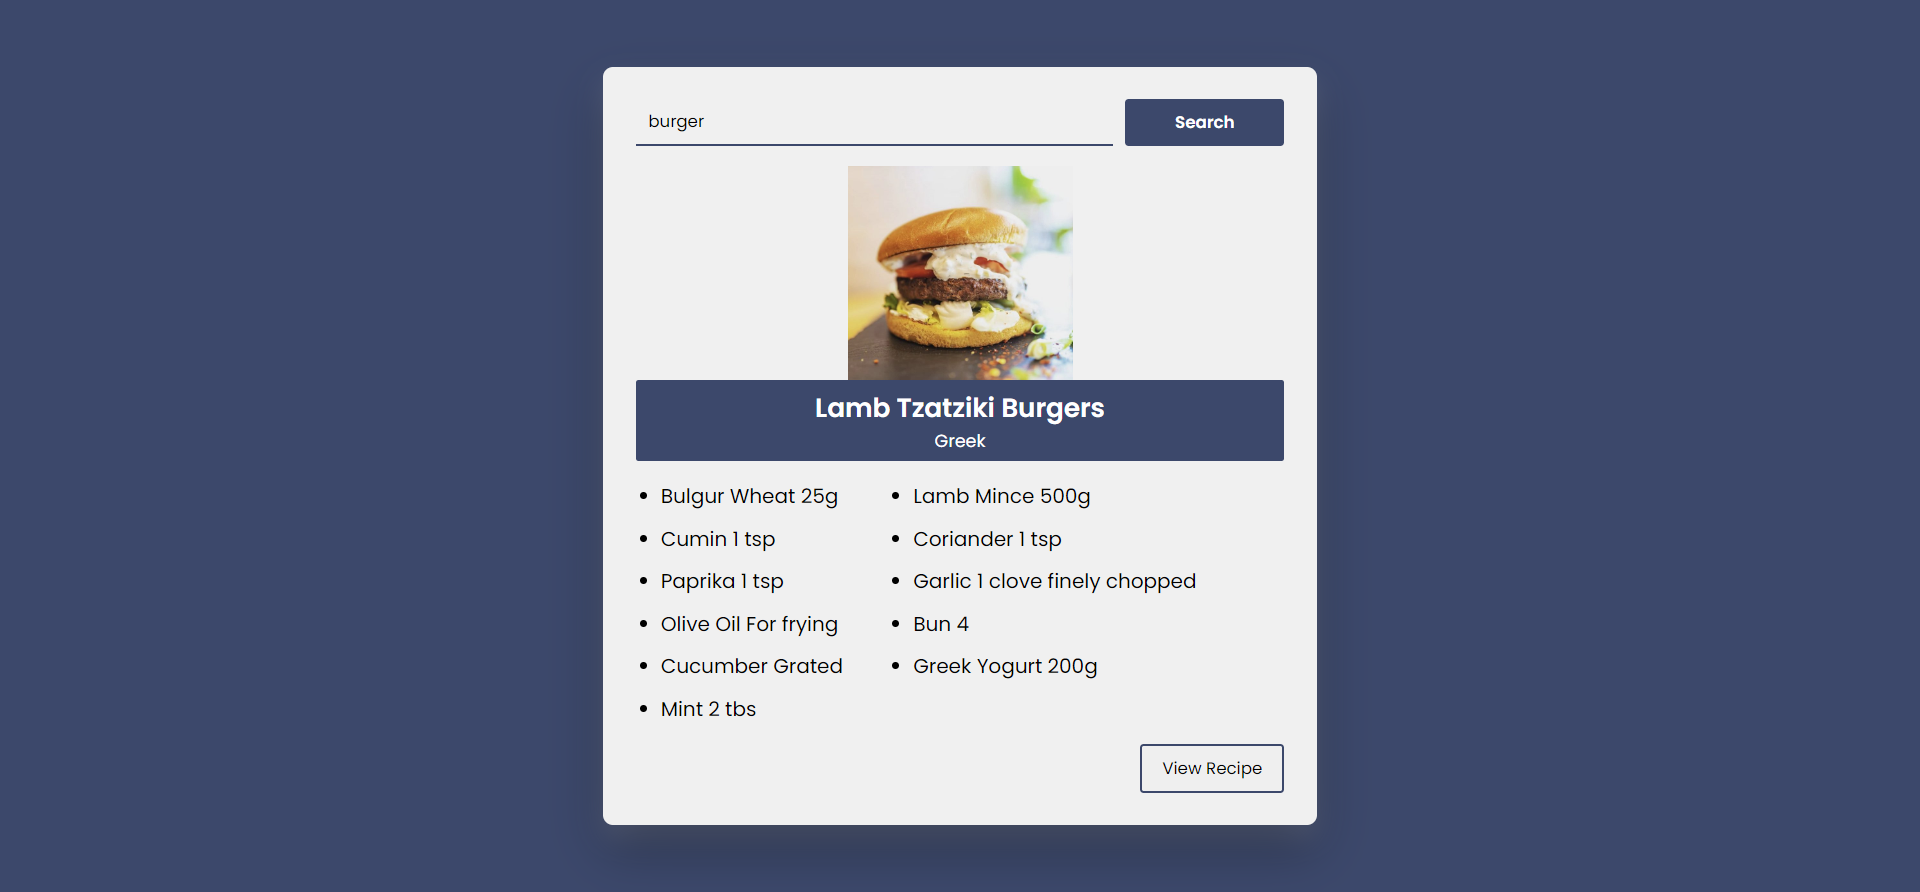 burger
Search
Lamb Tzatziki Burgers
Greek
Bulgur Wheat 25g
Lamb Mince 500g
Cumin 1 tsp
Coriander 1 tsp
Paprika 1 tsp
Garlic 1 clove finely chopped
Olive Oil For frying
Bun 4
Cucumber Grated
Greek Yogurt 200g
Mint 2 tbs
View Recipe